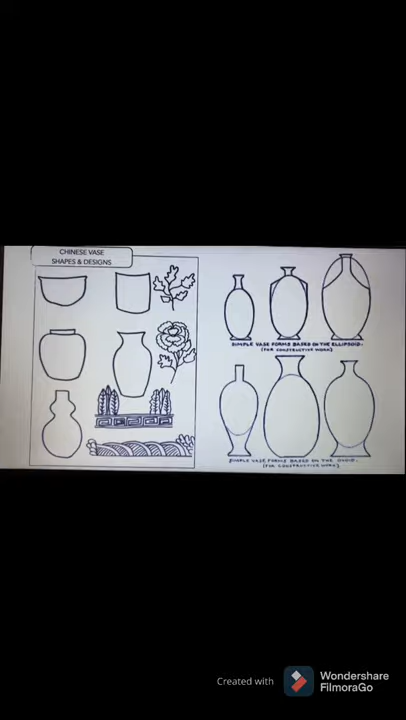 CHINESE VASE
SHAPES & DESIGNS
SIMPLE VASE FORMS BASED ON THE ELLIPSOID.
(FOR CONSTRUCTIVE WORK)
SIMPLE VASE FORMS BASED ON THE OVOID.
(FOR CONSTRUCTIVE WORK).
Created with
Wondershare
FilmoraGo